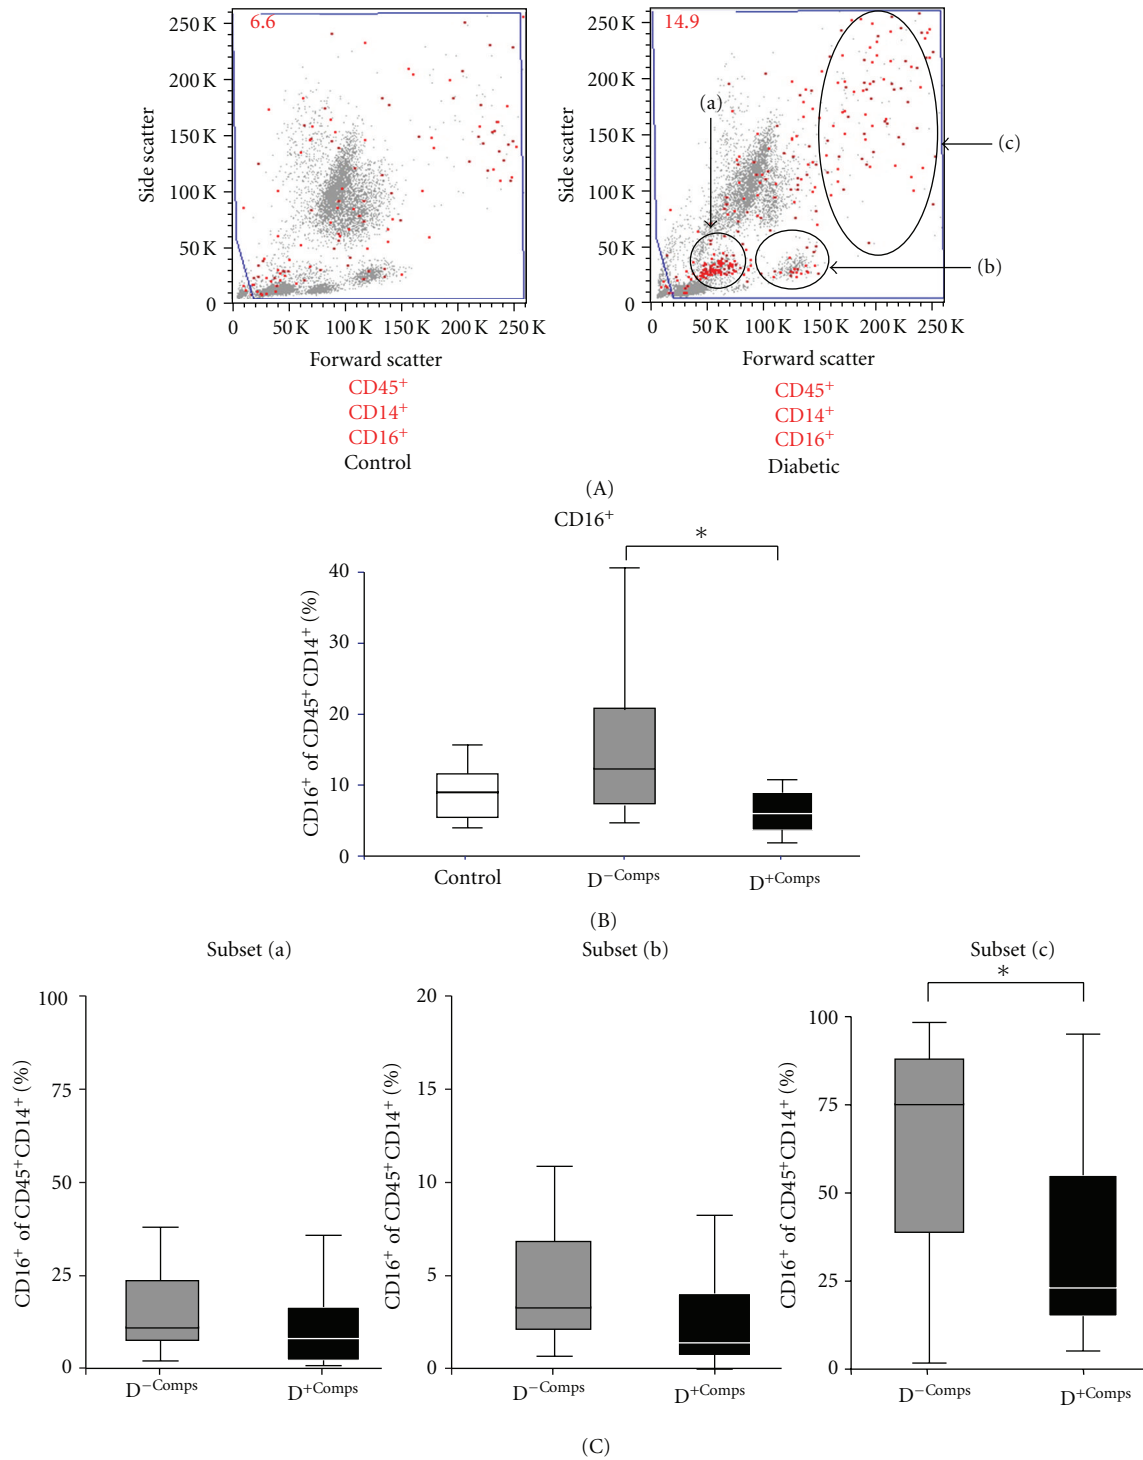 6.6
250 K
200 K
150 K
100 K
50 K
0
Side scatter
0 50 K 100 K 150 K 200 K 250 K
Forward scatter
CD45⁺
CD14⁺
CD16⁺
Control
14.9
250 K
200 K
150 K
100 K
50 K
0
Side scatter
(a)
(b)
(c)
0 50 K 100 K 150 K 200 K 250 K
Forward scatter
CD45⁺
CD14⁺
CD16⁺
Diabetic
(A)
CD16⁺
*
40
30
20
10
0
CD16⁺ of CD45⁺CD14⁺ (%)
Control D⁻ᶜᵒᵐᵖˢ D⁺ᶜᵒᵐᵖˢ
(B)
Subset (a)
100
75
50
25
0
CD16⁺ of CD45⁺CD14⁺ (%)
D⁻ᶜᵒᵐᵖˢ D⁺ᶜᵒᵐᵖˢ
Subset (b)
20
15
10
5
0
CD16⁺ of CD45⁺CD14⁺ (%)
D⁻ᶜᵒᵐᵖˢ D⁺ᶜᵒᵐᵖˢ
Subset (c)
*
100
75
50
25
0
CD16⁺ of CD45⁺CD14⁺ (%)
D⁻ᶜᵒᵐᵖˢ D⁺ᶜᵒᵐᵖˢ
(C)